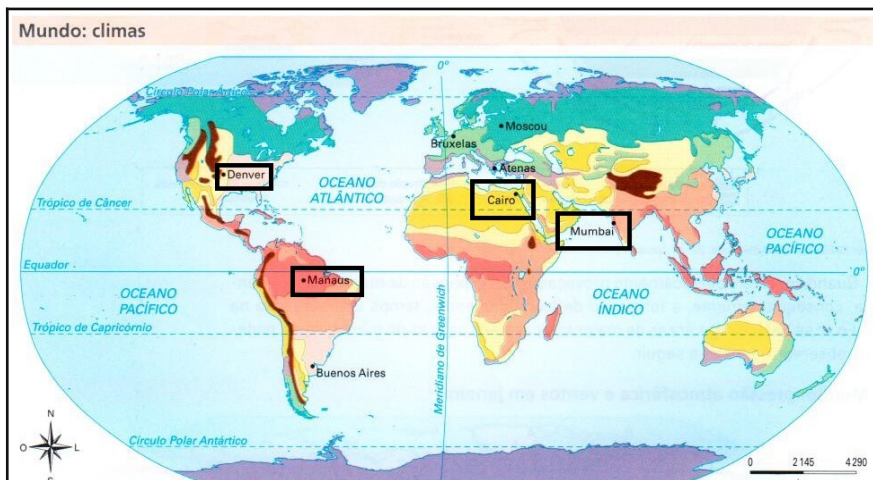 Mundo: climas
0°
Círculo Polar Ártico
Moscou
Bruxelas
Atenas
Denver
OCEANO
ATLÂNTICO
Cairo
Trópico de Câncer
Mumbai
OCEANO
PACÍFICO
Equador
0°
Manaus
OCEANO
PACÍFICO
OCEANO
ÍNDICO
Meridiano de Greenwich
Trópico de Capricórnio
Buenos Aires
N
O
L
S
Círculo Polar Antártico
0 2 145 4 290